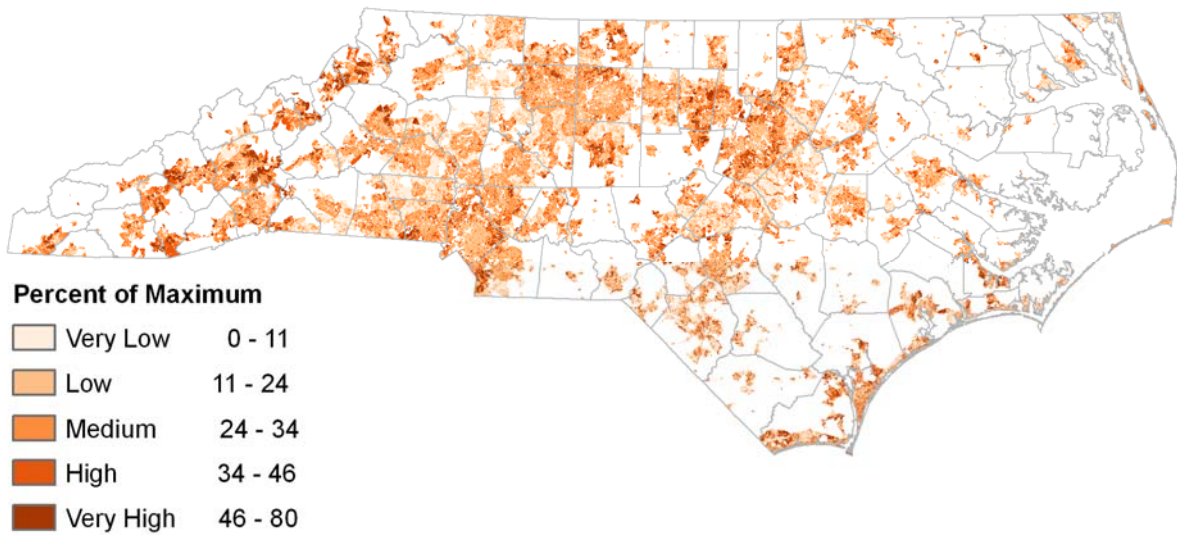 Percent of Maximum
Very Low 0 - 11
Low 11 - 24
Medium 24 - 34
High 34 - 46
Very High 46 - 80